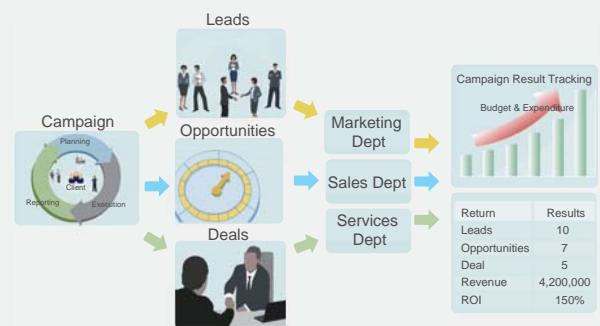 Leads
Campaign
Planning
Client
Reporting
Execution
Opportunities
Deals
Marketing
Dept
Sales Dept
Services
Dept
Campaign Result Tracking
Budget & Expenditure
Return Results
Leads 10
Opportunities 7
Deal 5
Revenue 4,200,000
ROI 150%